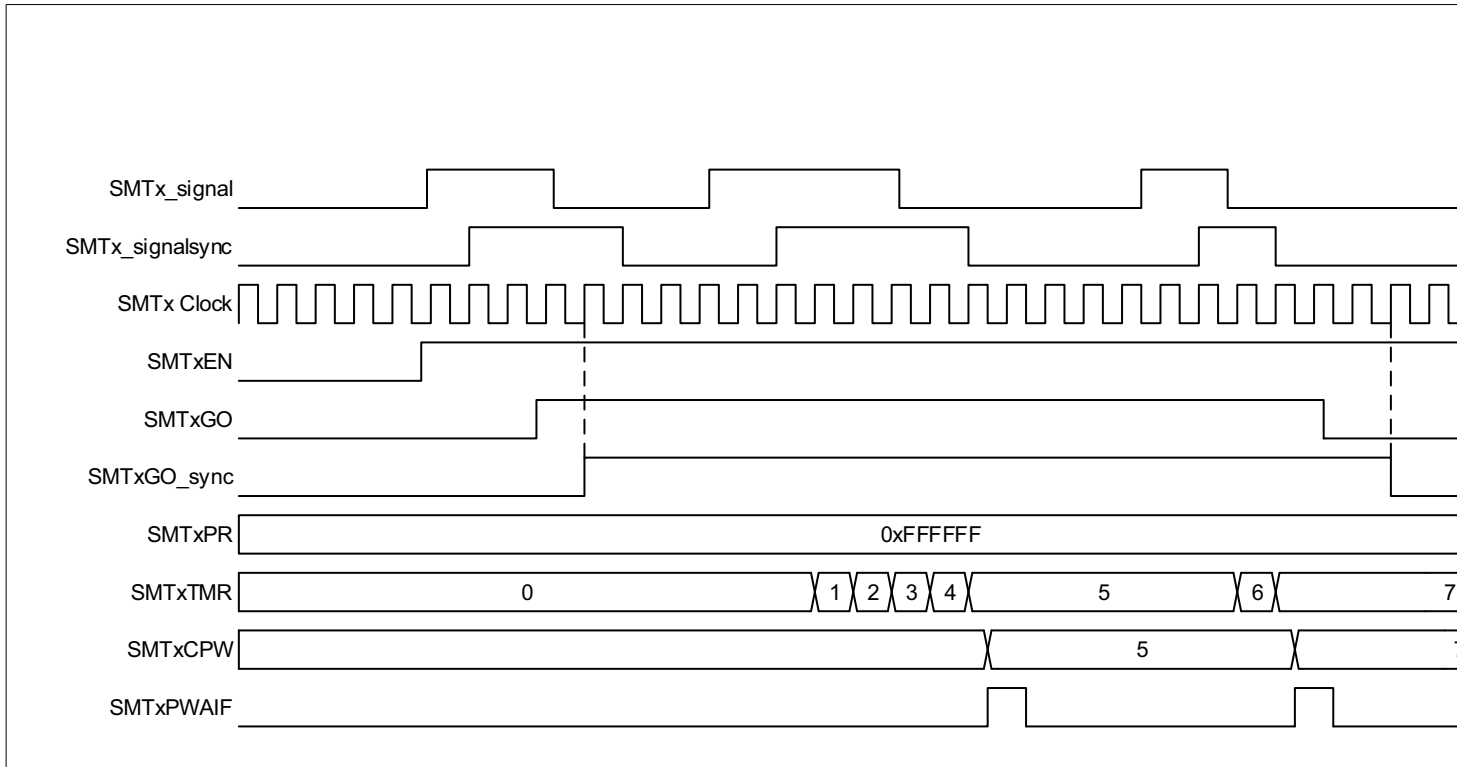 SMTx_signal
SMTx_signalsync
SMTx Clock
SMTxEN
SMTxGO
SMTxGO_sync
SMTxPR 0xFFFFFF
SMTxTMR 0 1 2 3 4 5 6 7
SMTxCPW 5
SMTxPWAIF